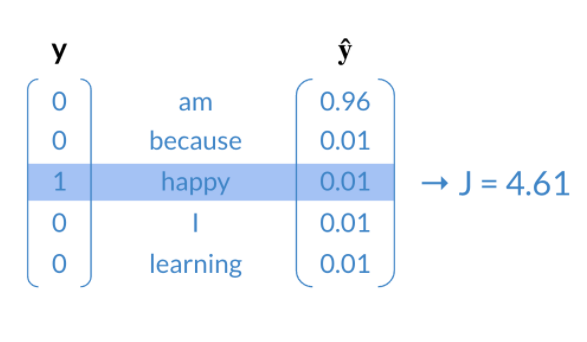 y ŷ
0 am 0.96
0 because 0.01
1 happy 0.01 → J = 4.61
0 I 0.01
0 learning 0.01